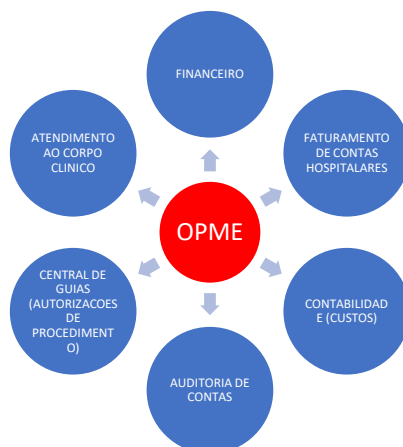 FINANCEIRO
ATENDIMENTO
AO CORPO
CLINICO
FATURAMENTO
DE CONTAS
HOSPITALARES
OPME
CENTRAL DE
GUIAS
(AUTORIZACOES
DE
PROCEDIMENT
O)
CONTABILIDAD
E (CUSTOS)
AUDITORIA DE
CONTAS